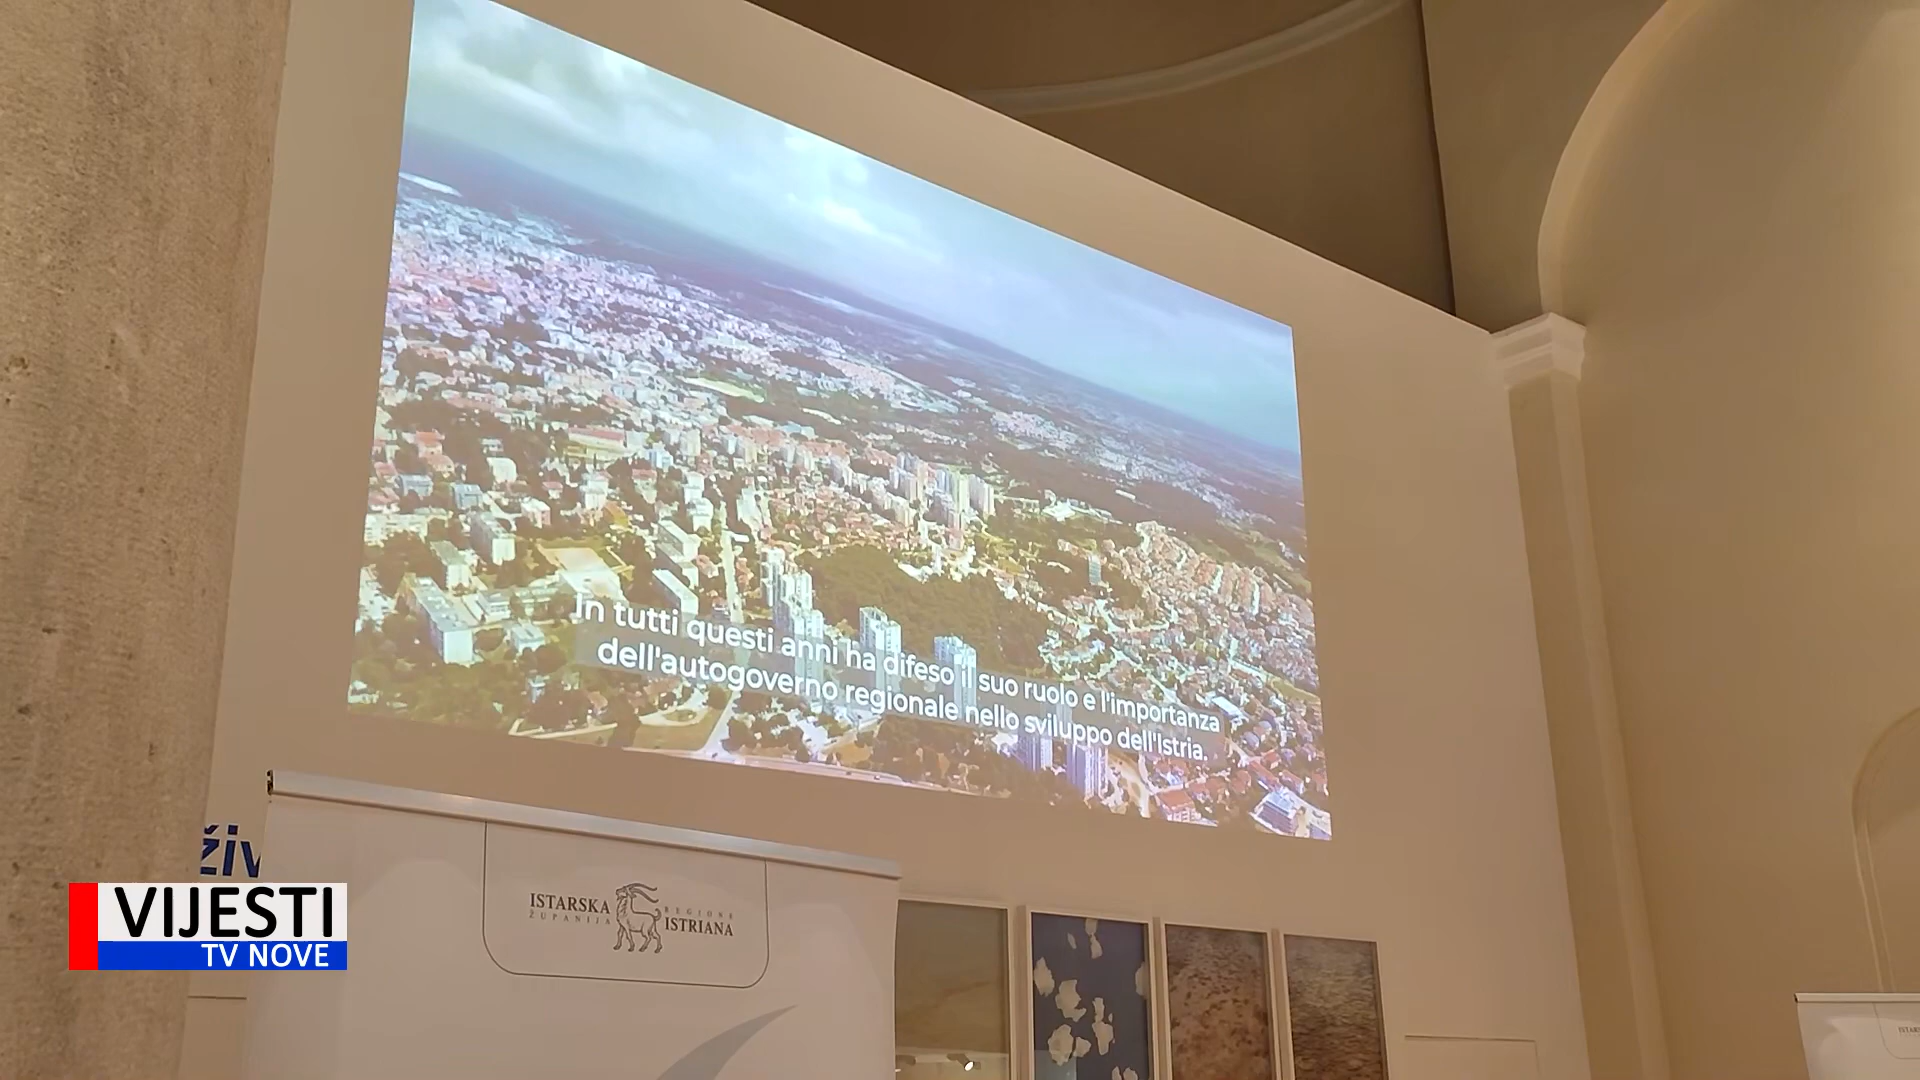 In tutti questi anni ha difeso il suo ruolo e l'importanza
dell'autogoverno regionale nello sviluppo dell'Istria.
živ
VIJESTI
TV NOVE
ISTARSKA
ŽUPANIJA
REGIONE
ISTRIANA